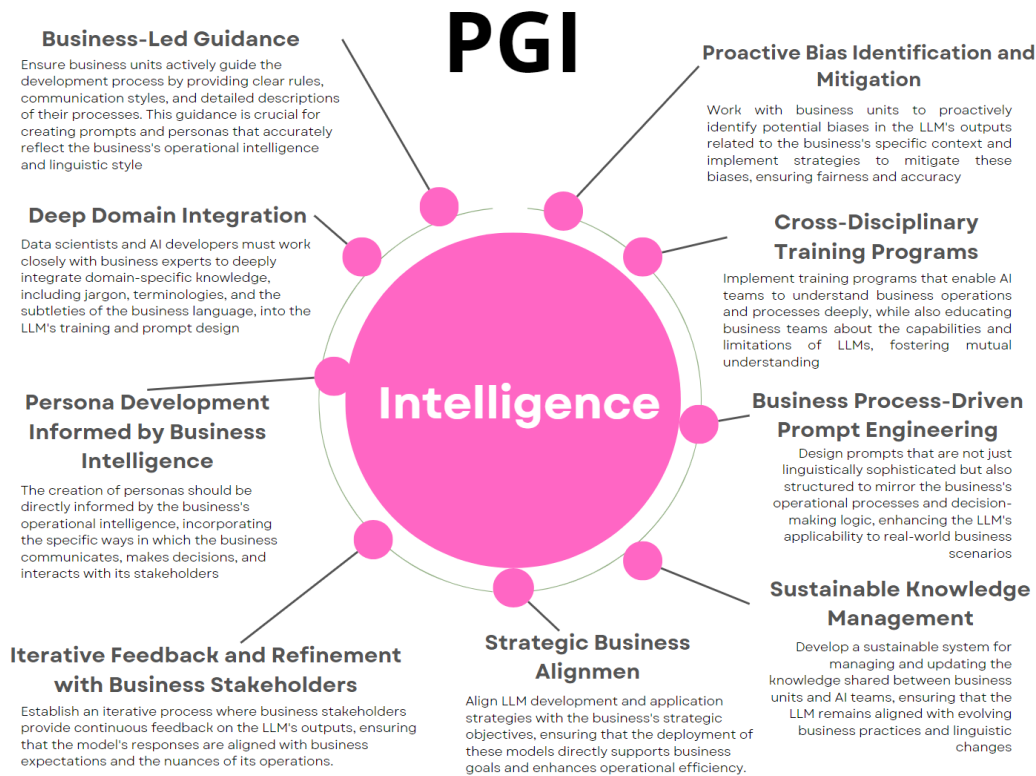 PGI
Business-Led Guidance
Ensure business units actively guide the
development process by providing clear rules,
communication styles, and detailed descriptions
of their processes. This guidance is crucial for
creating prompts and personas that accurately
reflect the business's operational intelligence
and linguistic style
Deep Domain Integration
Data scientists and AI developers must work
closely with business experts to deeply
integrate domain-specific knowledge,
including jargon, terminologies, and the
subtleties of the business language, into the
LLM's training and prompt design
Persona Development
Informed by Business
Intelligence
The creation of personas should be
directly informed by the business's
operational intelligence, incorporating
the specific ways in which the business
communicates, makes decisions, and
interacts with its stakeholders
Iterative Feedback and Refinement
with Business Stakeholders
Establish an iterative process where business stakeholders
provide continuous feedback on the LLM's outputs, ensuring
that the model's responses are aligned with business
expectations and the nuances of its operations.
Intelligence
Strategic Business
Alignmen
Align LLM development and application
strategies with the business's strategic
objectives, ensuring that the deployment of
these models directly supports business
goals and enhances operational efficiency.
Proactive Bias Identification and
Mitigation
Work with business units to proactively
identify potential biases in the LLM's outputs
related to the business's specific context and
implement strategies to mitigate these
biases, ensuring fairness and accuracy
Cross-Disciplinary
Training Programs
Implement training programs that enable AI
teams to understand business operations
and processes deeply, while also educating
business teams about the capabilities and
limitations of LLMs, fostering mutual
understanding
Business Process-Driven
Prompt Engineering
Design prompts that are not just
linguistically sophisticated but also
structured to mirror the business's
operational processes and decision-
making logic, enhancing the LLM's
applicability to real-world business
scenarios
Sustainable Knowledge
Management
Develop a sustainable system for
managing and updating the
knowledge shared between business
units and AI teams, ensuring that the
LLM remains aligned with evolving
business practices and linguistic
changes